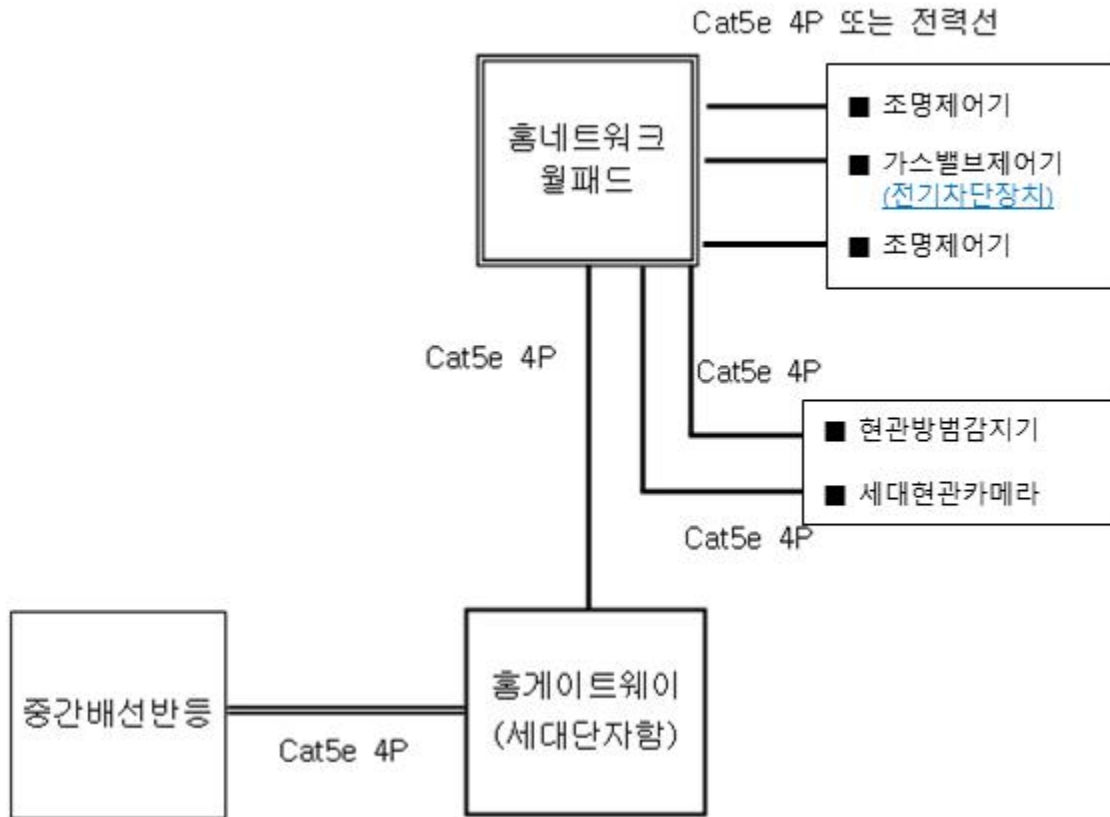 Cat5e 4P 또는 전력선
홈네트워크
월패드
■ 조명제어기
■ 가스밸브제어기
(전기차단장치)
■ 조명제어기
Cat5e 4P
Cat5e 4P
■ 현관방범감지기
■ 세대현관카메라
Cat5e 4P
중간배선반등
Cat5e 4P
홈게이트웨이
(세대단자함)